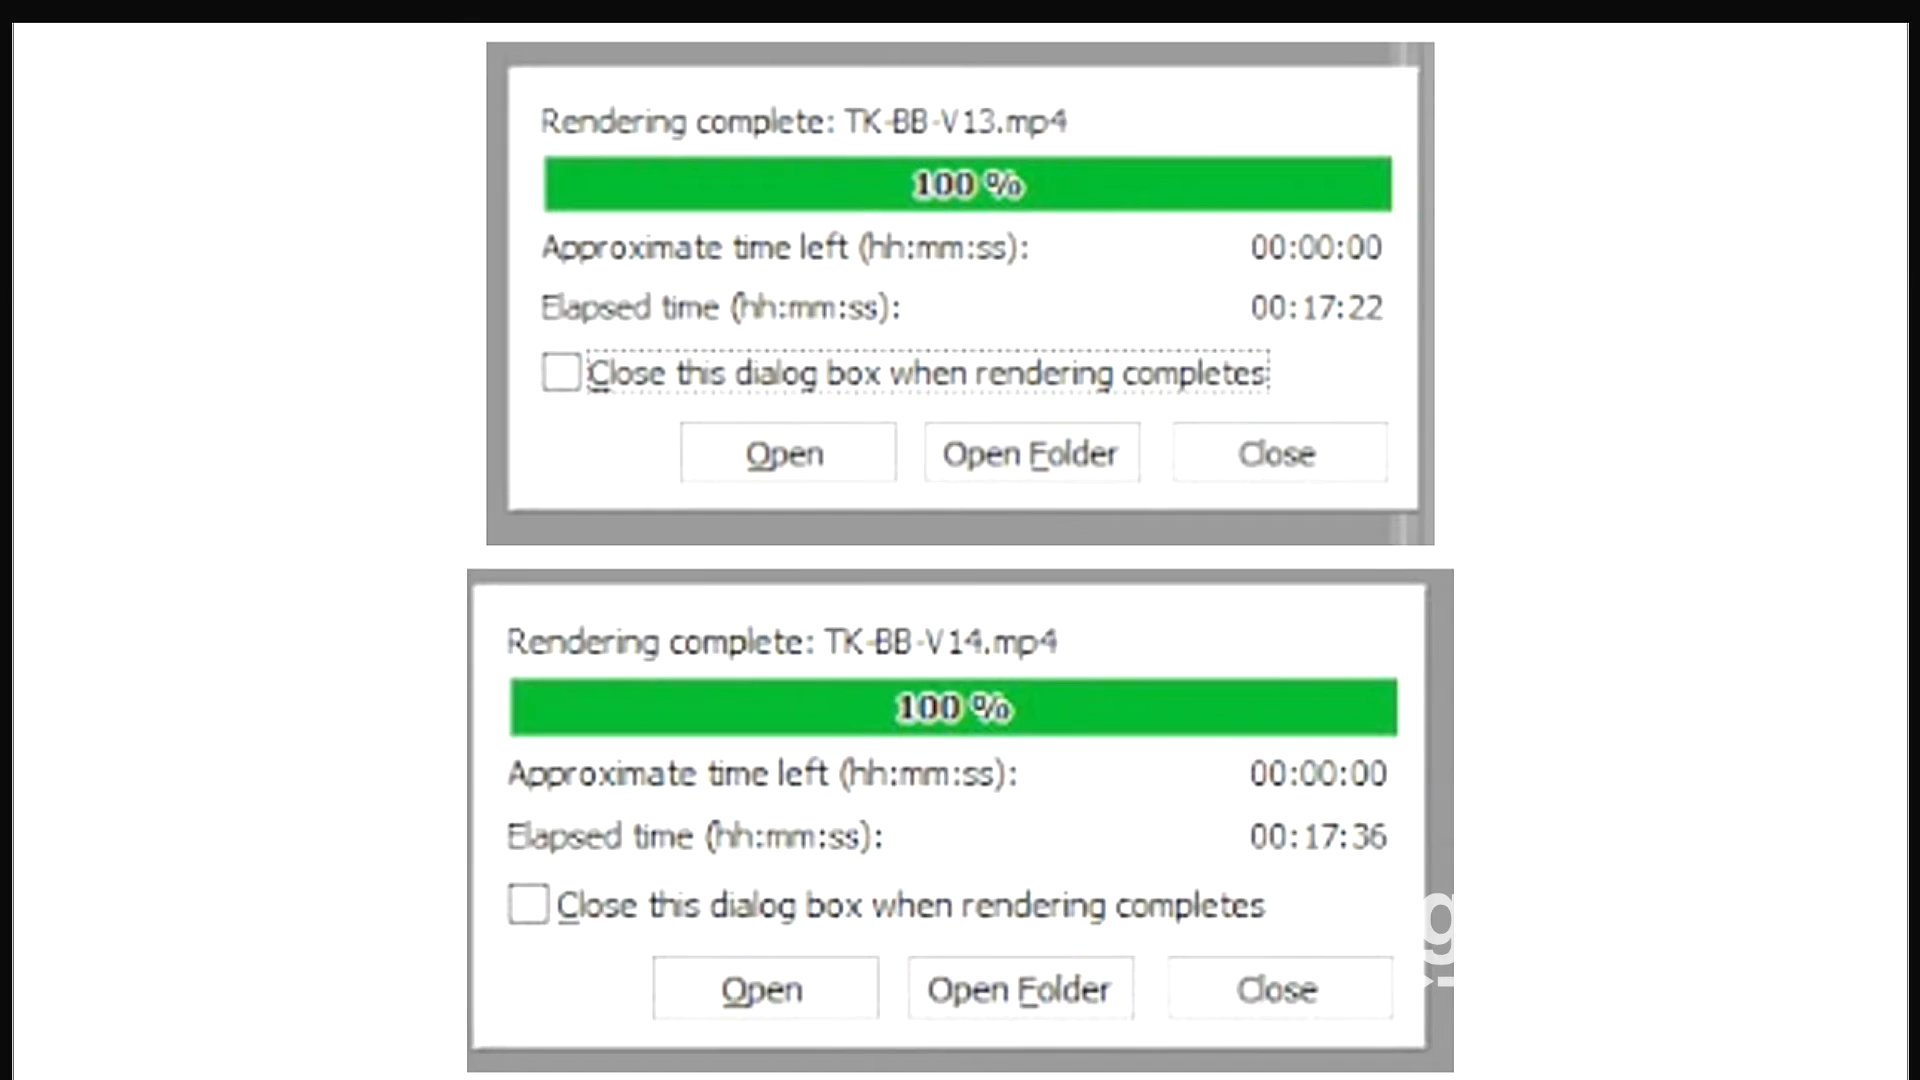 Rendering complete: TK-BB-V13.mp4
100 %
Approximate time left (hh:mm:ss): 00:00:00
Elapsed time (hh:mm:ss): 00:17:22
Close this dialog box when rendering completes
Open Open Folder Close
Rendering complete: TK-BB-V14.mp4
100 %
Approximate time left (hh:mm:ss): 00:00:00
Elapsed time (hh:mm:ss): 00:17:36
Close this dialog box when rendering completes
Open Open Folder Close